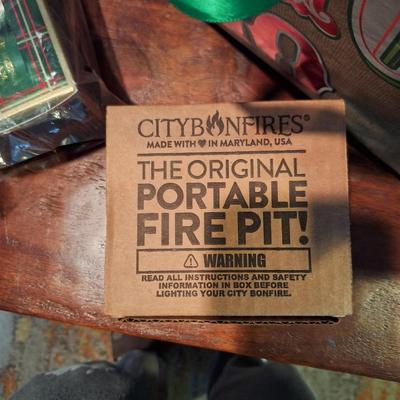 CITYBONFIRES®
MADE WITH ♥ IN MARYLAND, USA
THE ORIGINAL
PORTABLE
FIRE PIT!
⚠ WARNING
READ ALL INSTRUCTIONS AND SAFETY
INFORMATION IN BOX BEFORE
LIGHTING YOUR CITY BONFIRE.